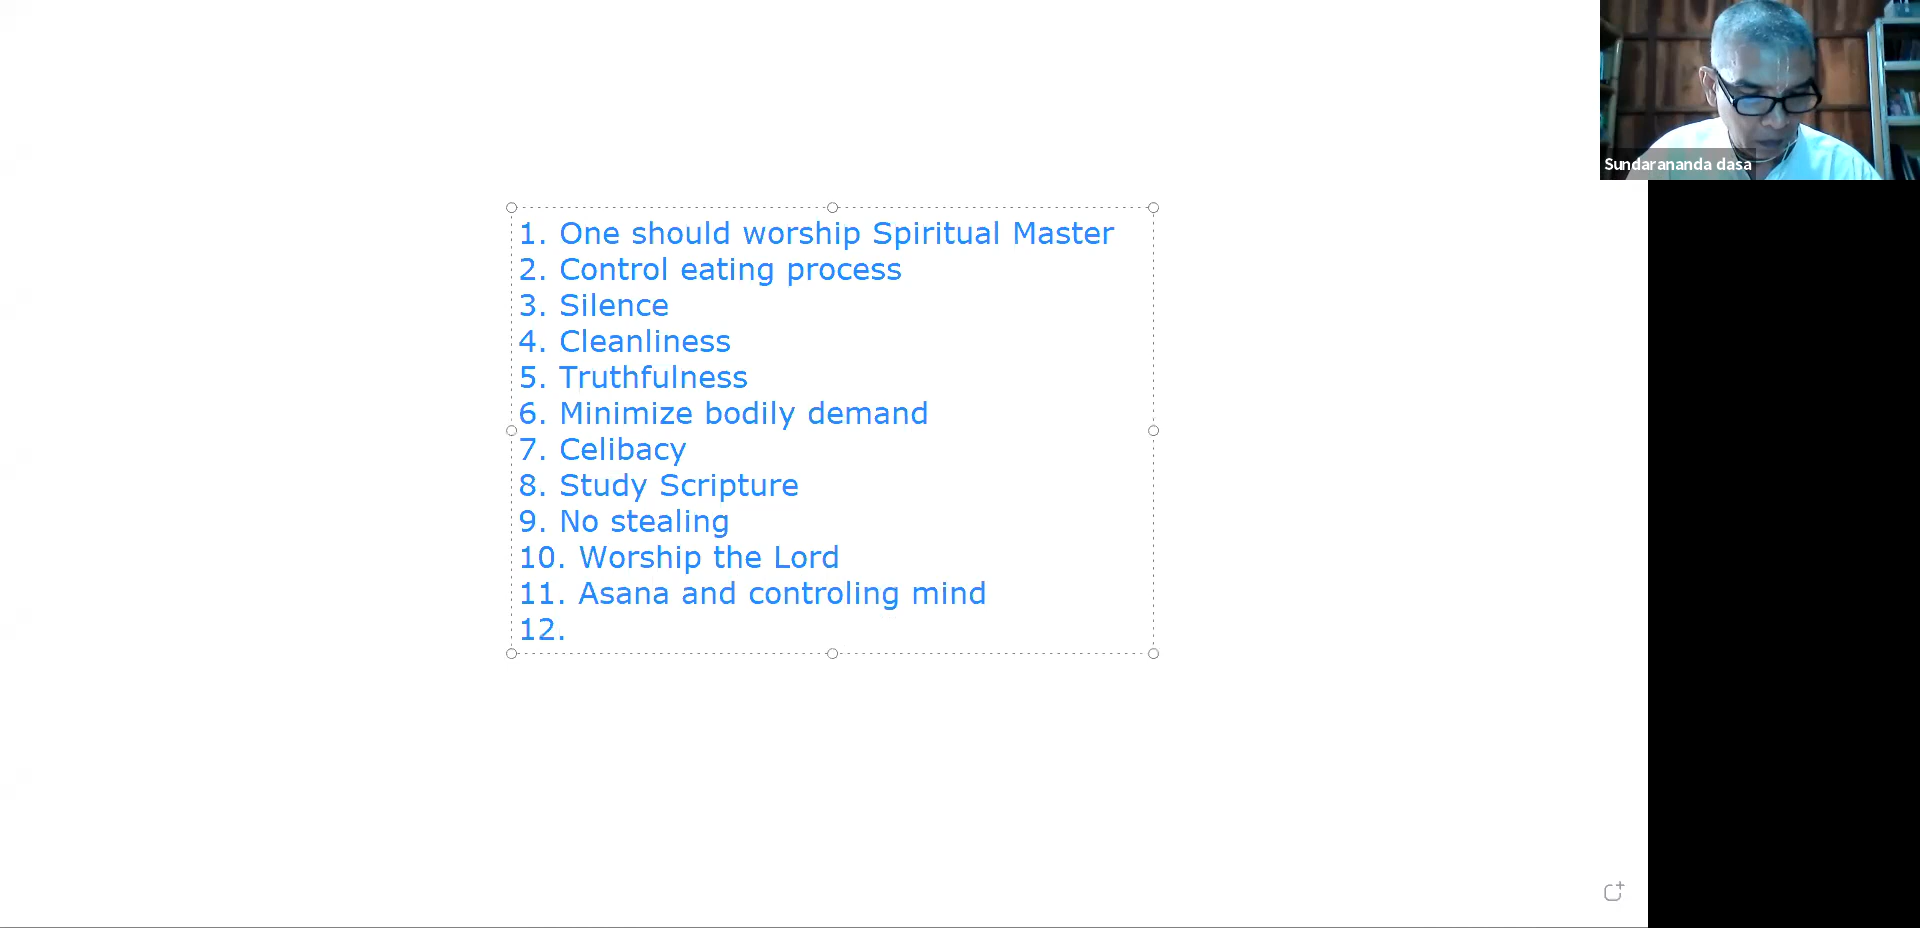 Sundarananda dasa
1. One should worship Spiritual Master
2. Control eating process
3. Silence
4. Cleanliness
5. Truthfulness
6. Minimize bodily demand
7. Celibacy
8. Study Scripture
9. No stealing
10. Worship the Lord
11. Asana and controling mind
12.